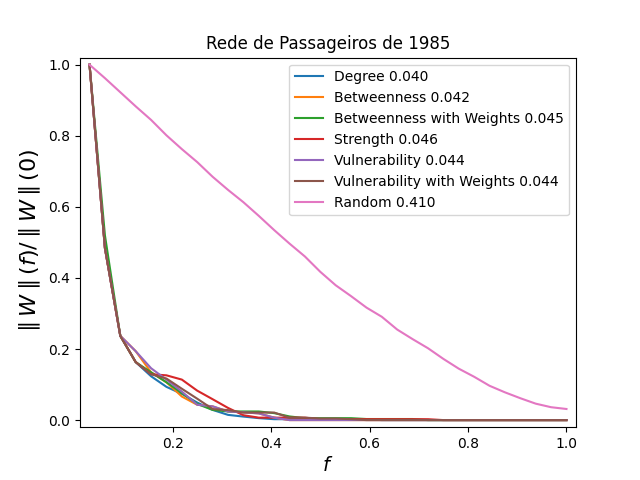 Rede de Passageiros de 1985
Degree 0.040
Betweenness 0.042
Betweenness with Weights 0.045
Strength 0.046
Vulnerability 0.044
Vulnerability with Weights 0.044
Random 0.410
∥ W ∥ (f)/ ∥ W ∥ (0)
1.0
0.8
0.6
0.4
0.2
0.0
0.2 0.4 0.6 0.8 1.0
f